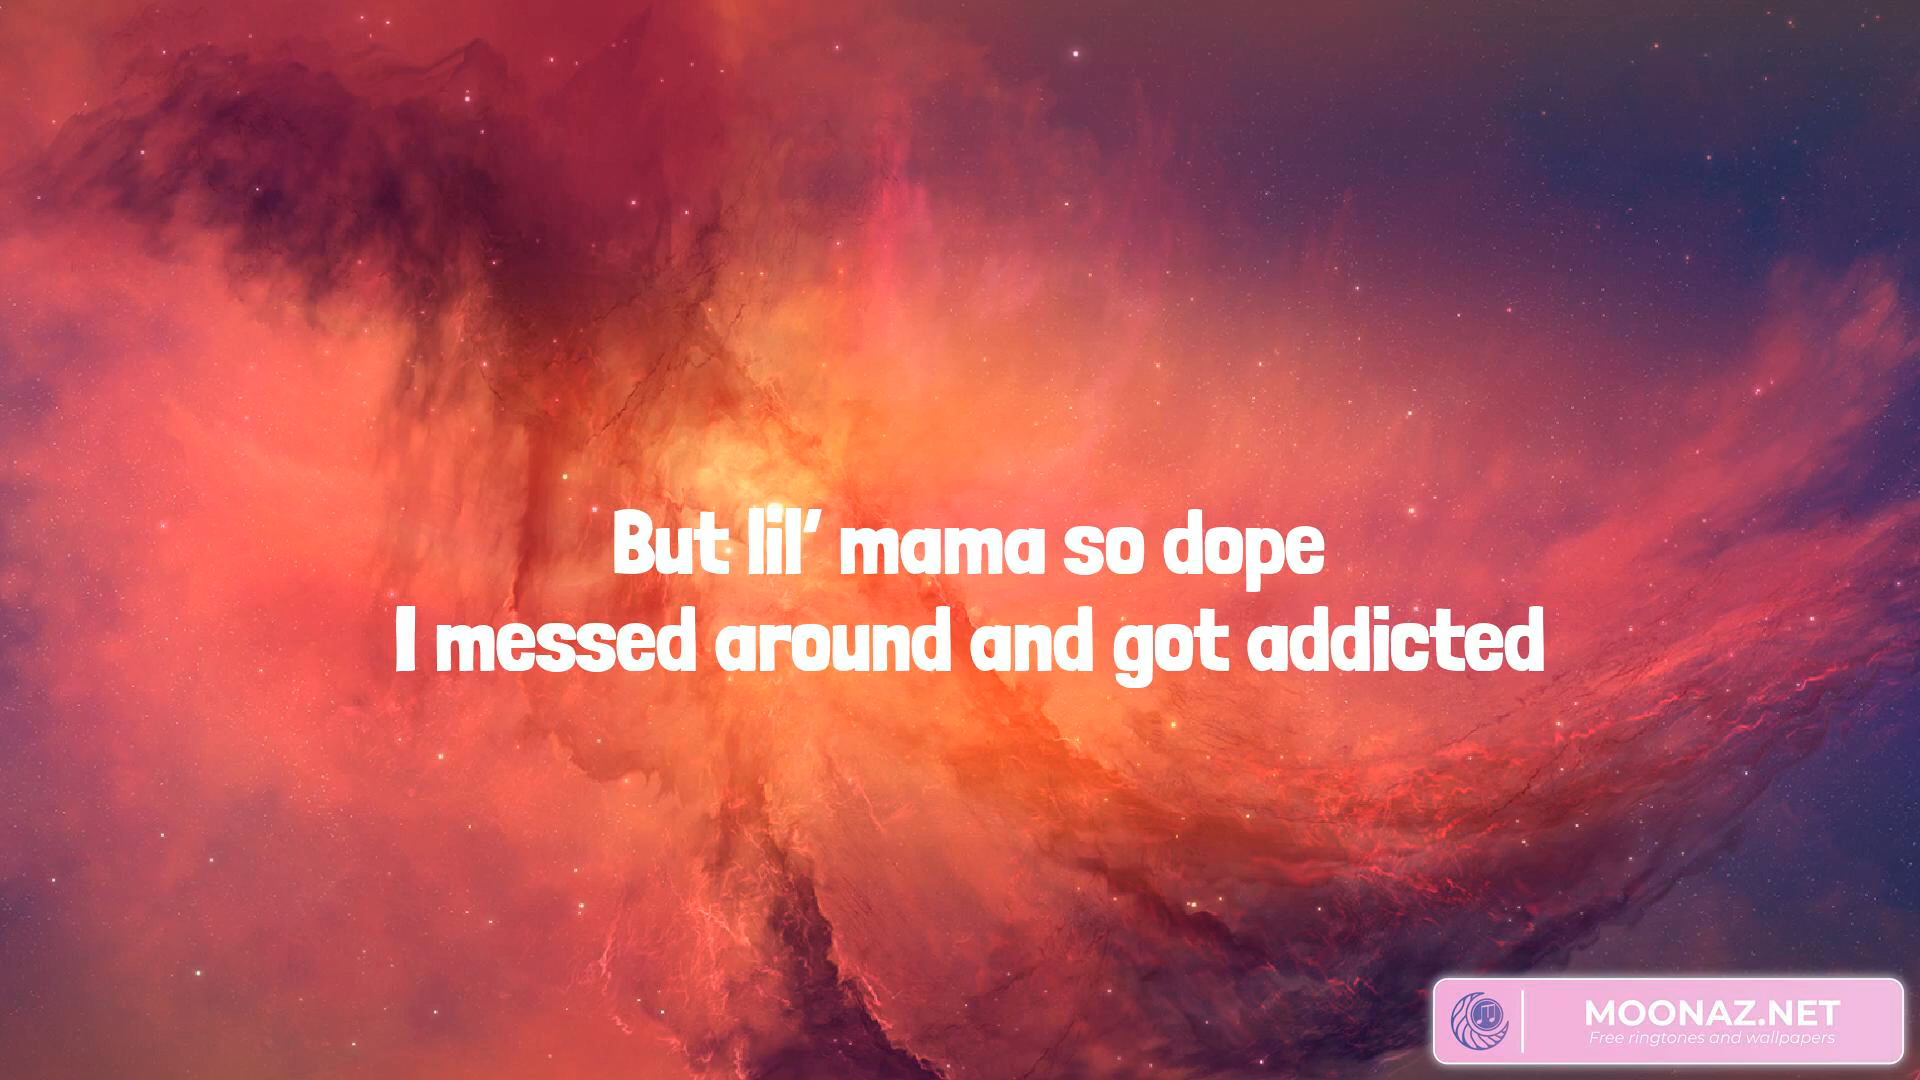 But lil’ mama so dope
I messed around and got addicted
MOONAZ.NET
Free ringtones and wallpapers